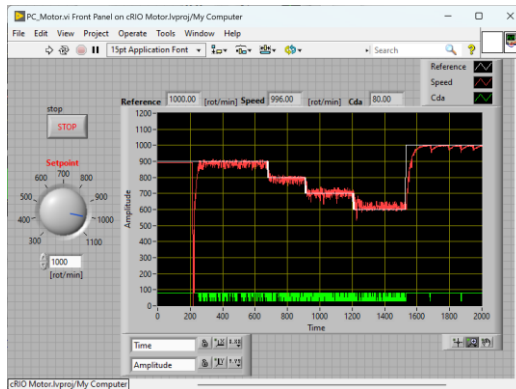 PC_Motor.vi Front Panel on cRIO Motor.lvproj/My Computer
File Edit View Project Operate Tools Window Help
15pt Application Font
Search
Reference
Speed
Cda
stop
STOP
Reference 1000.00 [rot/min] Speed 996.00 [rot/min] Cda 80.00
Setpoint
300
400
500
600
700
800
900
1000
1100
1000
[rot/min]
Amplitude
1200
1100
1000
900
800
700
600
500
400
300
200
100
0
0 200 400 600 800 1000 1200 1400 1600 1800 2000
Time
Time
Amplitude
cRIO Motor.lvproj/My Computer